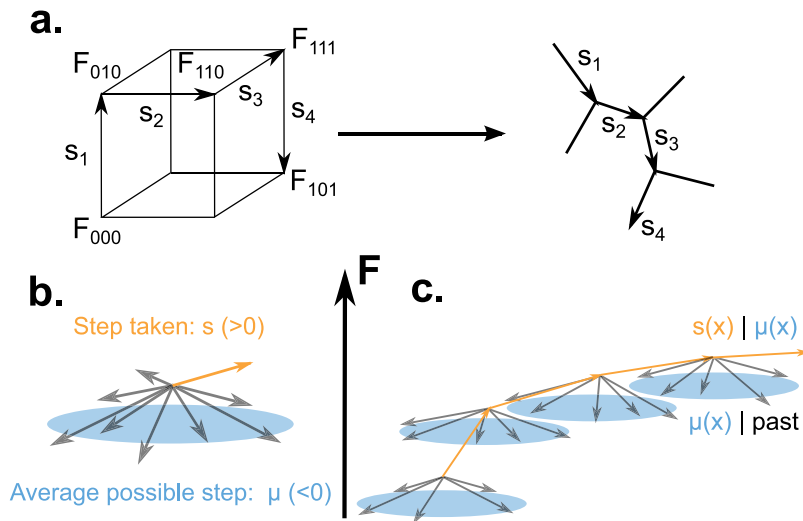 a.
F010
F110
F111
s1
s2
s3
s4
F101
F000
s1
s2
s3
s4
b.
F
c.
Step taken: s (>0)
s(x) | μ(x)
μ(x) | past
Average possible step: μ (<0)